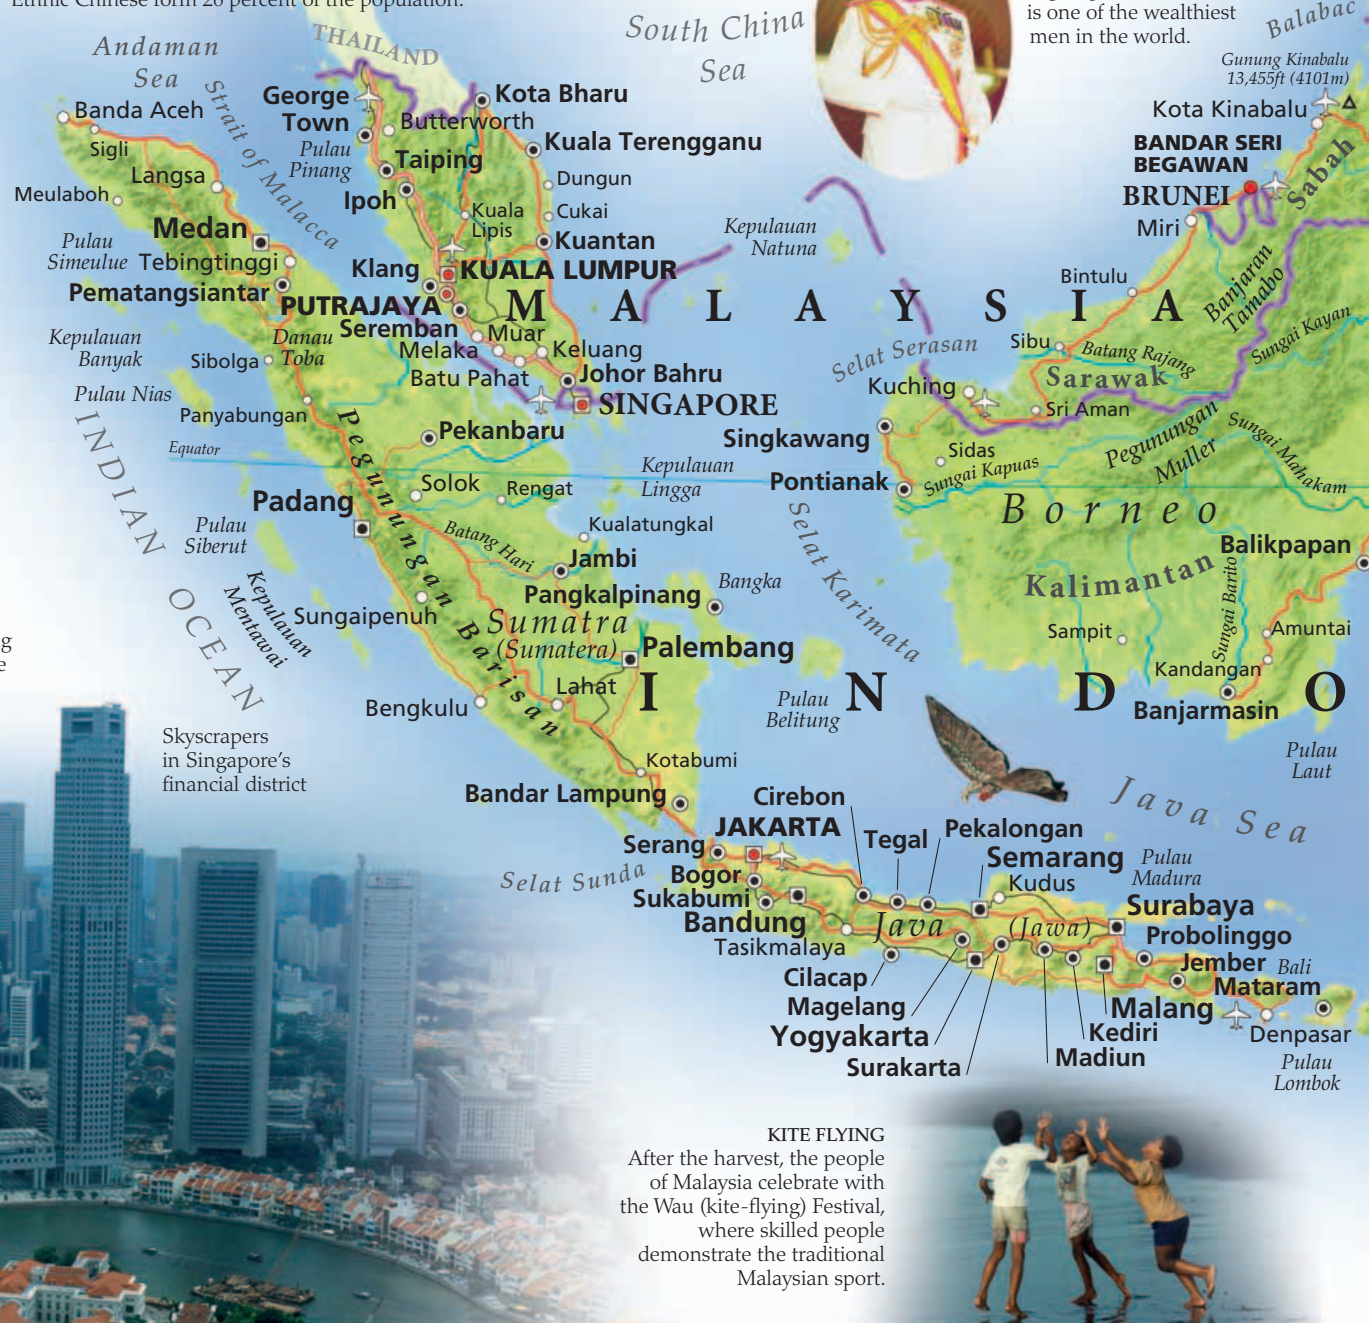 Ethnic Chinese form 26 percent of the population.
is one of the wealthiest
men in the world.
Andaman
Sea
THAILAND
South China
Sea
Balabac
Gunung Kinabalu
13,455ft (4101m)
Kota Kinabalu
BANDAR SERI
BEGAWAN
BRUNEI
Sabah
Miri
Banda Aceh
Sigli
Langsa
Meulaboh
Strait of Malacca
George
Town
Butterworth
Pulau
Pinang
Taiping
Ipoh
Kota Bharu
Kuala Terengganu
Dungun
Cukai
Kuala
Lipis
Kuantan
Kepulauan
Natuna
Medan
Pulau
Simeulue
Tebingtinggi
Pematangsiantar
Klang
KUALA LUMPUR
PUTRAJAYA
MALAYSIA
Bintulu
Banjaran
Tamabo
Seremban
Muar
Melaka
Keluang
Batu Pahat
Johor Bahru
SINGAPORE
Kepulauan
Banyak
Danau
Toba
Sibolga
Pulau Nias
Panyabungan
Selat Serasan
Sibu
Batang Rajang
Sungai Kayan
Kuching
Sarawak
Sri Aman
INDIAN OCEAN
Equator
Pekanbaru
Pegunungan Barisan
Singkawang
Sidas
Pegunungan
Muller
Sungai Mahakam
Kepulauan
Lingga
Pontianak
Sungai Kapuas
Solok
Rengat
Padang
Borneo
Pulau
Siberut
Batang Hari
Kualatungkal
Selat Karimata
Balikpapan
Jambi
Kalimantan
Kepulauan
Mentawai
Pangkalpinang
Bangka
Sungaipenuh
Sumatra
(Sumatera)
Sungai Barito
Sampit
Amuntai
Palembang
Kandangan
Lahat
INDO
Pulau
Belitung
Bengkulu
Banjarmasin
g
e
Skyscrapers
in Singapore's
financial district
Kotabumi
Pulau
Laut
Bandar Lampung
Cirebon
Java Sea
JAKARTA
Tegal
Pekalongan
Serang
Semarang
Pulau
Madura
Selat Sunda
Bogor
Kudus
Sukabumi
Surabaya
Bandung
Java
(Jawa)
Probolinggo
Tasikmalaya
Jember
Bali
Cilacap
Mataram
Magelang
Malang
Yogyakarta
Kediri
Denpasar
Surakarta
Madiun
Pulau
Lombok
KITE FLYING
After the harvest, the people
of Malaysia celebrate with
the Wau (kite-flying) Festival,
where skilled people
demonstrate the traditional
Malaysian sport.